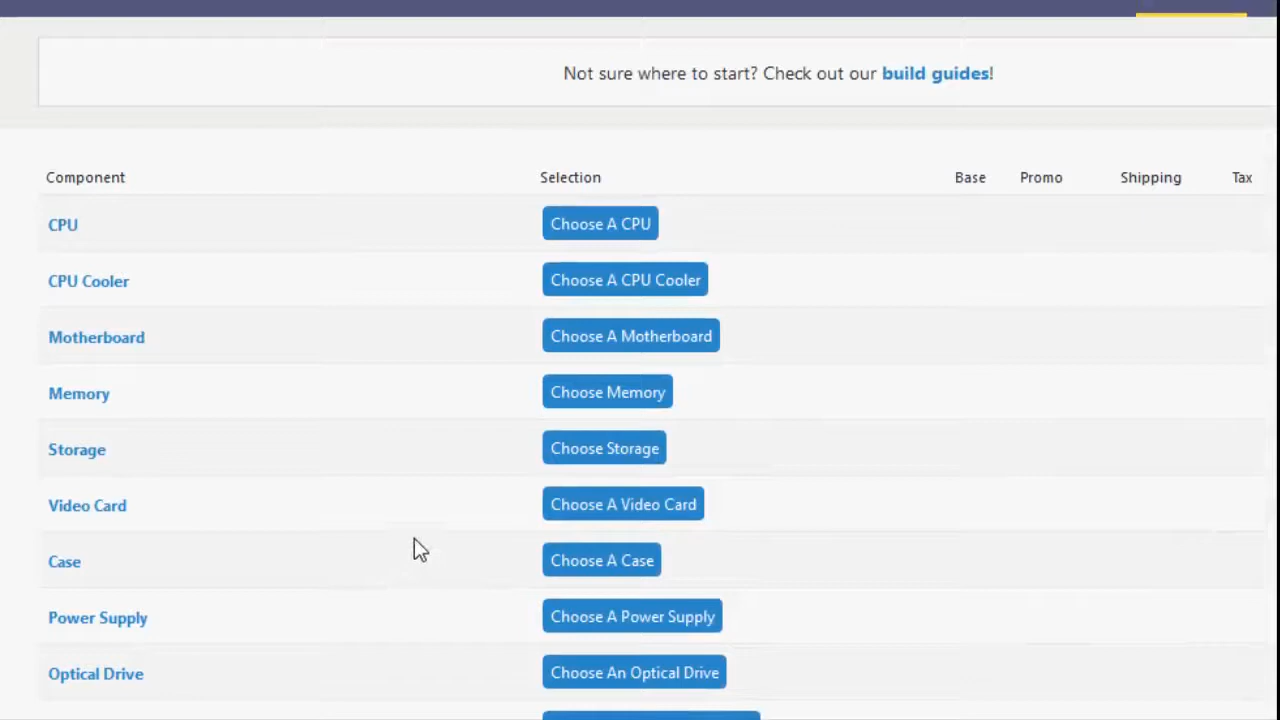 Not sure where to start? Check out our build guides!
Component Selection Base Promo Shipping Tax
CPU Choose A CPU
CPU Cooler Choose A CPU Cooler
Motherboard Choose A Motherboard
Memory Choose Memory
Storage Choose Storage
Video Card Choose A Video Card
Case Choose A Case
Power Supply Choose A Power Supply
Optical Drive Choose An Optical Drive